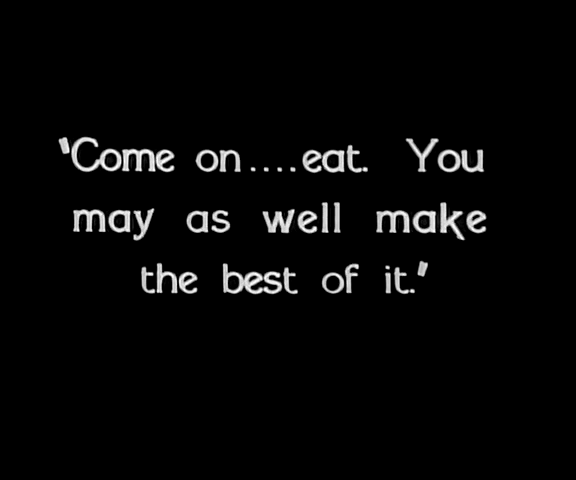 "Come on....eat. You
may as well make
the best of it."